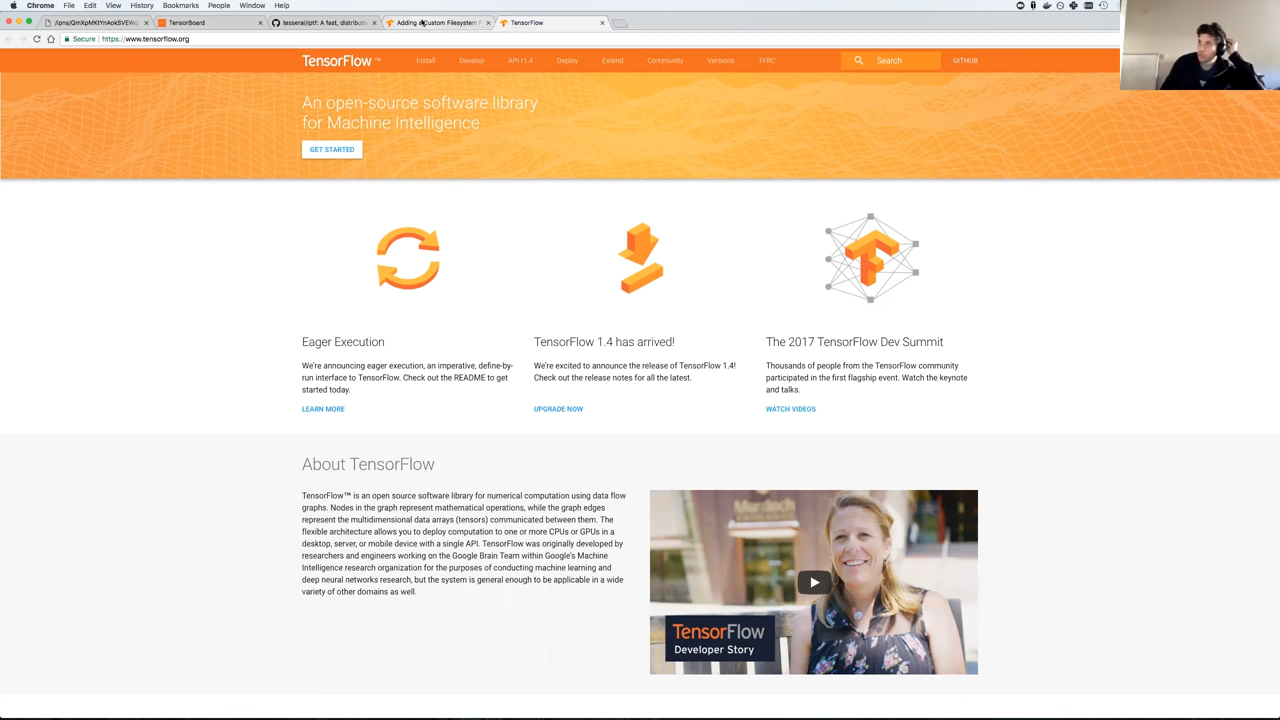 Chrome File Edit View History Bookmarks People Window Help
/ipns/QmXpMKtYnAokSVEWc TensorBoard tesserai/iptf: A fast, distributi Adding a Custom Filesystem P TensorFlow
Secure https://www.tensorflow.org
TensorFlow™ Install Develop API r1.4 Deploy Extend Community Versions TFRC Search GITHUB
An open-source software library
for Machine Intelligence
GET STARTED
Eager Execution
We're announcing eager execution, an imperative, define-by-
run interface to TensorFlow. Check out the README to get
started today.
LEARN MORE
TensorFlow 1.4 has arrived!
We're excited to announce the release of TensorFlow 1.4!
Check out the release notes for all the latest.
UPGRADE NOW
The 2017 TensorFlow Dev Summit
Thousands of people from the TensorFlow community
participated in the first flagship event. Watch the keynote
and talks.
WATCH VIDEOS
About TensorFlow
TensorFlow™ is an open source software library for numerical computation using data flow
graphs. Nodes in the graph represent mathematical operations, while the graph edges
represent the multidimensional data arrays (tensors) communicated between them. The
flexible architecture allows you to deploy computation to one or more CPUs or GPUs in a
desktop, server, or mobile device with a single API. TensorFlow was originally developed by
researchers and engineers working on the Google Brain Team within Google's Machine
Intelligence research organization for the purposes of conducting machine learning and
deep neural networks research, but the system is general enough to be applicable in a wide
variety of other domains as well.
Murdoch
TensorFlow
Developer Story